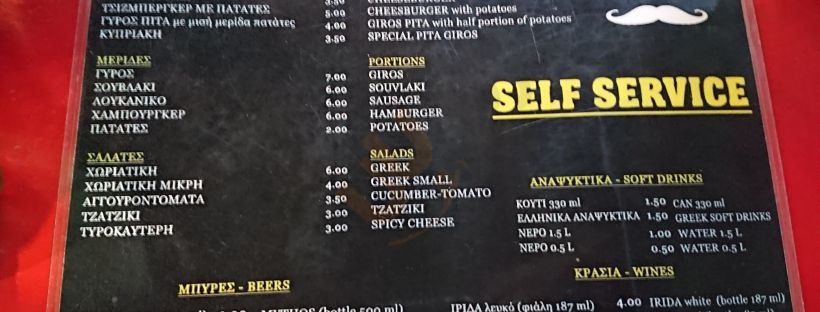 ΤΣΙΖΜΠΕΡΓΚΕΡ ΜΕ ΠΑΤΑΤΕΣ 5.00 CHEESEBURGER with potatoes
ΓΥΡΟΣ ΠΙΤΑ με μισή μερίδα πατάτες 4.00 GIROS PITA with half portion of potatoes
ΚΥΠΡΙΑΚΗ 3.50 SPECIAL PITA GIROS
ΜΕΡΙΔΕΣ PORTIONS
ΓΥΡΟΣ 7.00 GIROS
ΣΟΥΒΛΑΚΙ 6.00 SOUVLAKI
ΛΟΥΚΑΝΙΚΟ 6.00 SAUSAGE
ΧΑΜΠΟΥΡΓΚΕΡ 6.00 HAMBURGER
ΠΑΤΑΤΕΣ 2.00 POTATOES
ΣΑΛΑΤΕΣ SALADS
ΧΩΡΙΑΤΙΚΗ 6.00 GREEK
ΧΩΡΙΑΤΙΚΗ ΜΙΚΡΗ 4.00 GREEK SMALL
ΑΓΓΟΥΡΟΝΤΟΜΑΤΑ 3.50 CUCUMBER-TOMATO
ΤΖΑΤΖΙΚΙ 3.00 TZATZIKI
ΤΥΡΟΚΑΥΤΕΡΗ 3.00 SPICY CHEESE
SELF SERVICE
ΑΝΑΨΥΚΤΙΚΑ - SOFT DRINKS
ΚΟΥΤΙ 330 ml 1.50 CAN 330 ml
ΕΛΛΗΝΙΚΑ ΑΝΑΨΥΚΤΙΚΑ 1.50 GREEK SOFT DRINKS
ΝΕΡΟ 1.5 L 1.00 WATER 1.5 L
ΝΕΡΟ 0.5 L 0.50 WATER 0.5 L
ΜΠΥΡΕΣ - BEERS
(bottle 500 ml)
ΚΡΑΣΙΑ - WINES
ΙΡΙΔΑ λευκό (φιάλη 187 ml) 4.00 IRIDA white (bottle 187 ml)